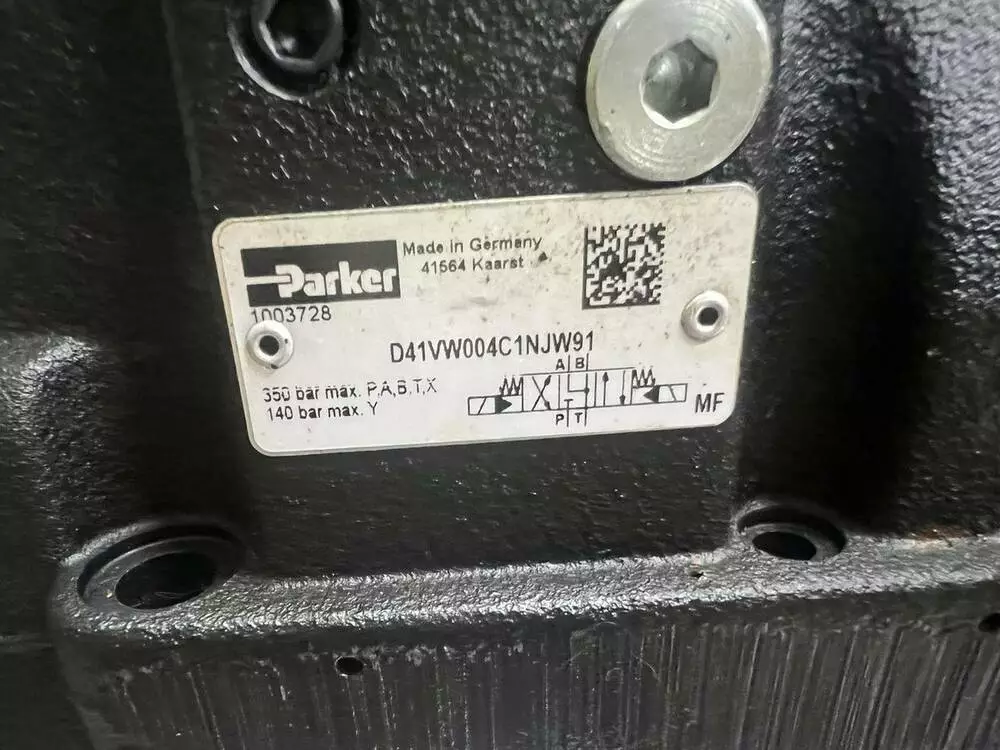 Parker
Made in Germany
41564 Kaarst
1003728
D41VW004C1NJW91
350 bar max. P,A,B,T,X
140 bar max. Y
A B
P T
MF